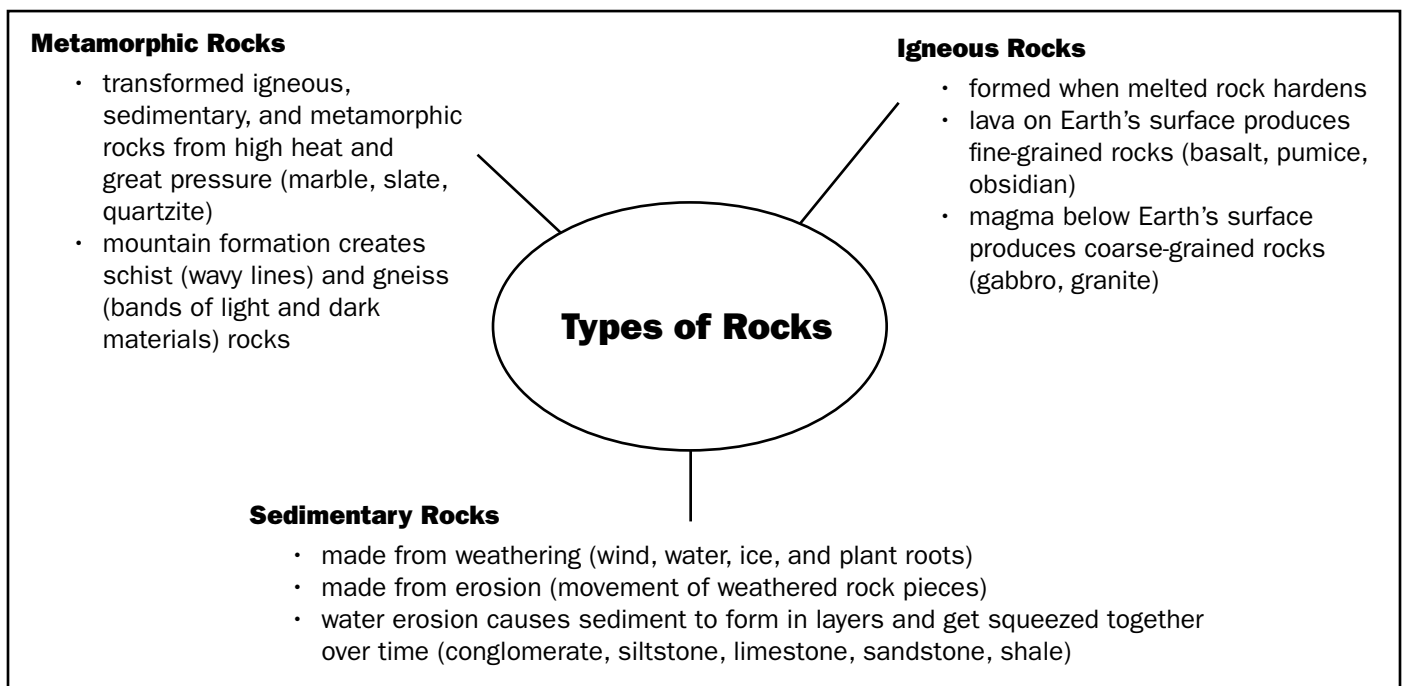 Metamorphic Rocks
· transformed igneous,
sedimentary, and metamorphic
rocks from high heat and
great pressure (marble, slate,
quartzite)
· mountain formation creates
schist (wavy lines) and gneiss
(bands of light and dark
materials) rocks
Igneous Rocks
· formed when melted rock hardens
· lava on Earth’s surface produces
fine-grained rocks (basalt, pumice,
obsidian)
· magma below Earth’s surface
produces coarse-grained rocks
(gabbro, granite)
Types of Rocks
Sedimentary Rocks
· made from weathering (wind, water, ice, and plant roots)
· made from erosion (movement of weathered rock pieces)
· water erosion causes sediment to form in layers and get squeezed together
over time (conglomerate, siltstone, limestone, sandstone, shale)